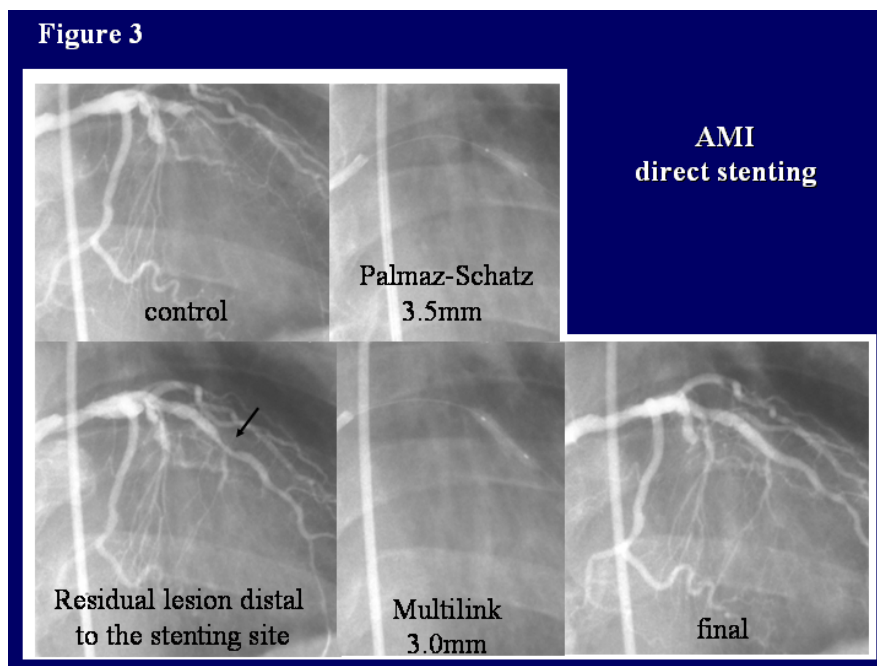 Figure 3
AMI
direct stenting
control
Palmaz-Schatz
3.5mm
Residual lesion distal
to the stenting site
Multilink
3.0mm
final